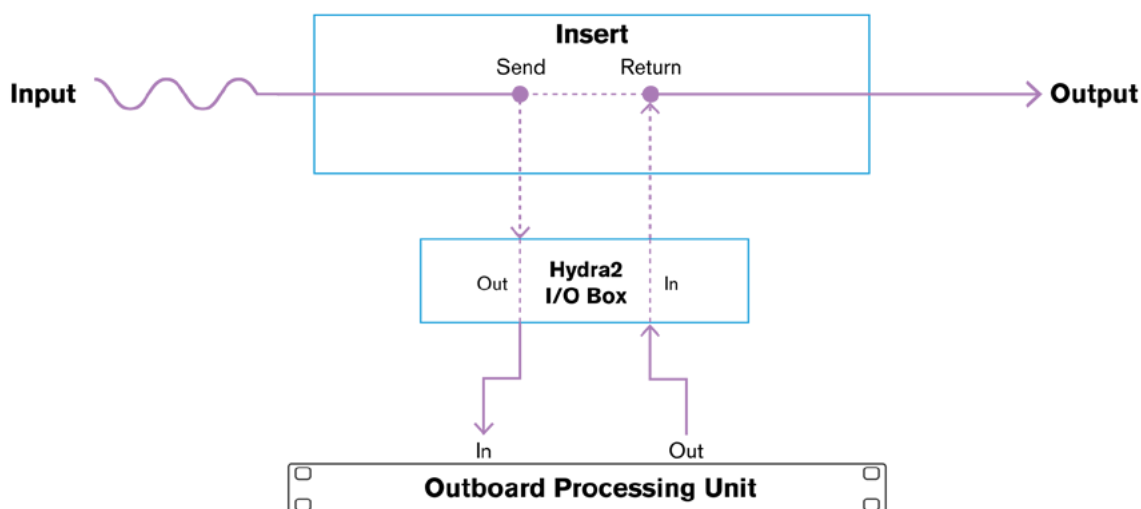 Insert
Send Return
Input Output
Out Hydra2 In
I/O Box
In Out
Outboard Processing Unit